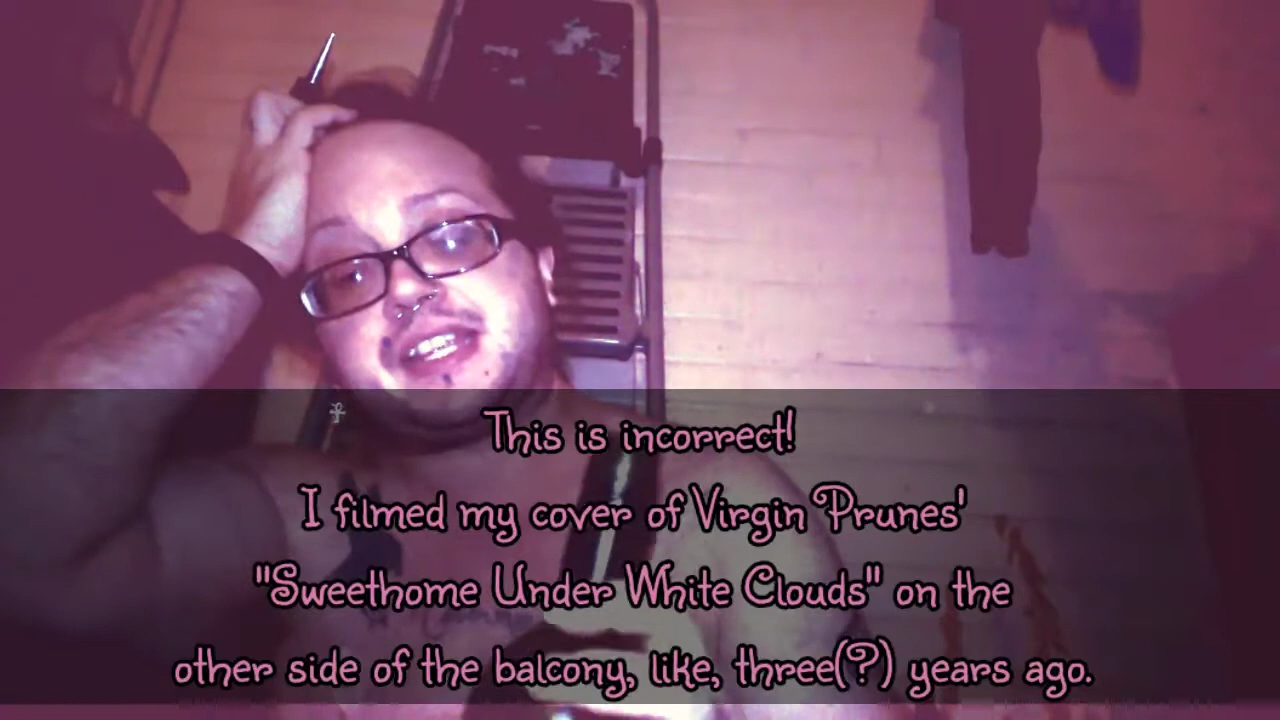 This is incorrect!
I filmed my cover of Virgin Prunes'
"Sweethome Under White Clouds" on the
other side of the balcony, like, three(?) years ago.